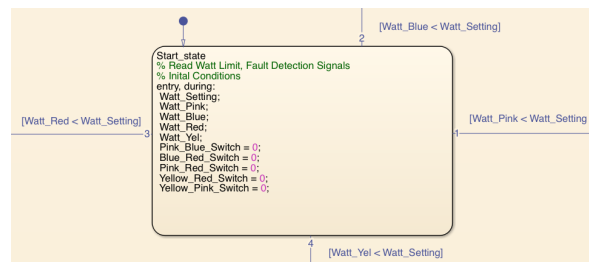 [Watt_Blue < Watt_Setting]
2
Start_state
% Read Watt Limit, Fault Detection Signals
% Inital Conditions
entry, during:
Watt_Setting;
Watt_Pink;
Watt_Blue;
Watt_Red;
Watt_Yel;
Pink_Blue_Switch = 0;
Blue_Red_Switch = 0;
Pink_Red_Switch = 0;
Yellow_Red_Switch = 0;
Yellow_Pink_Switch = 0;
[Watt_Red < Watt_Setting]
3
1
[Watt_Pink < Watt_Setting
4
[Watt_Yel < Watt_Setting]